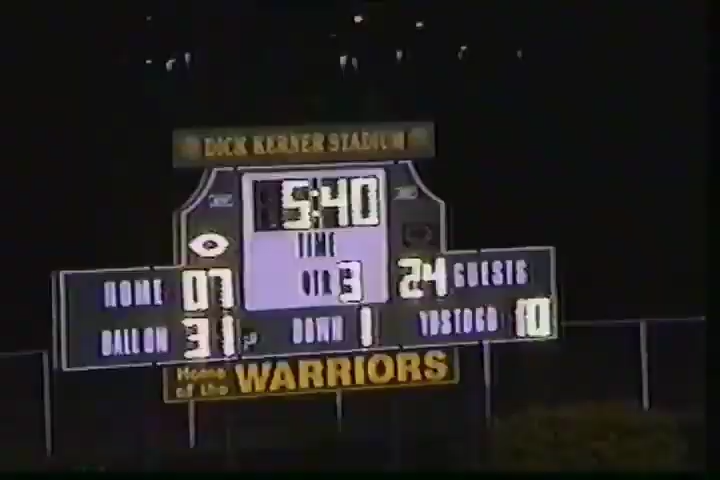 DICK KERNER STADIUM
5:40
TIME
HOME 07 QTR 3 24 GUESTS
BALL ON 31 DOWN 1 YDS TO GO 10
Home of the WARRIORS